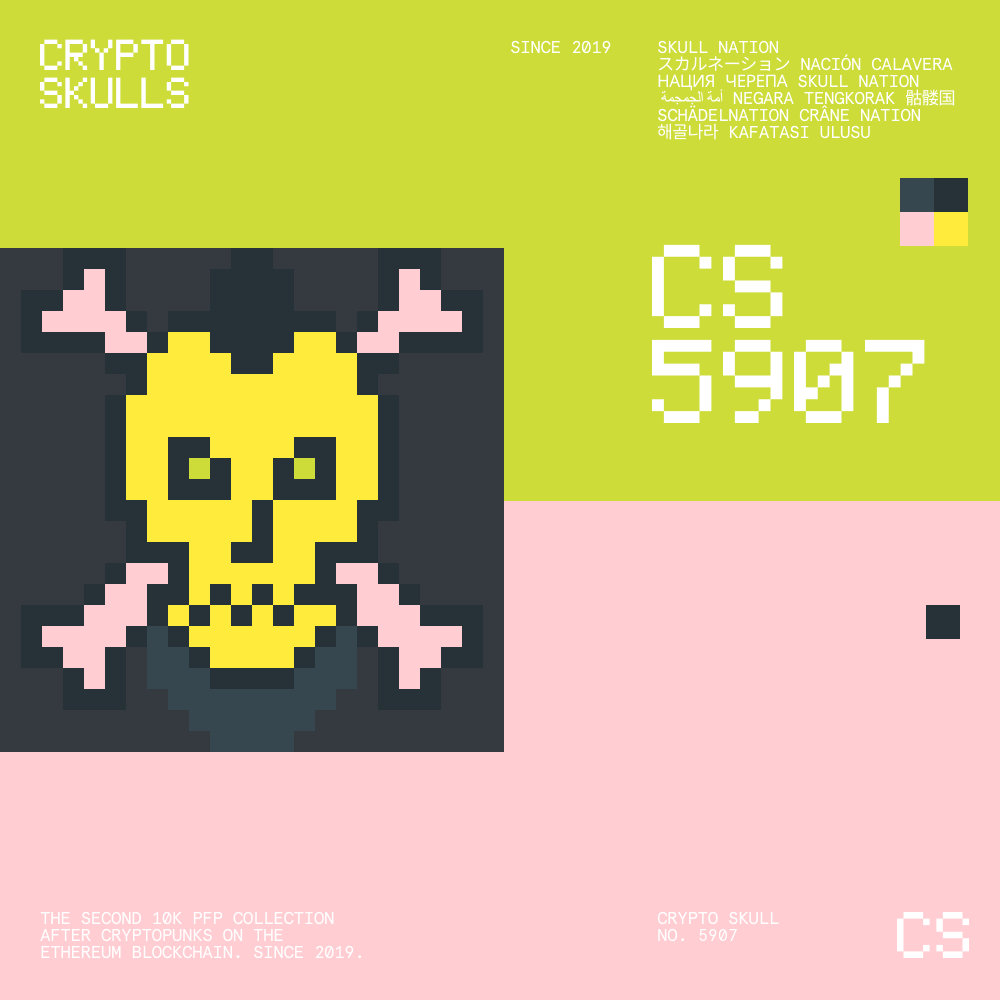 CRYPTO
SKULLS
SINCE 2019
SKULL NATION
スカルネーション NACIÓN CALAVERA
НАЦИЯ ЧЕРЕПА SKULL NATION
أمة الجمجمة NEGARA TENGKORAK 骷髅国
SCHÄDELNATION CRÂNE NATION
해골나라 KAFATASI ULUSU
CS
5907
THE SECOND 10K PFP COLLECTION
AFTER CRYPTOPUNKS ON THE
ETHEREUM BLOCKCHAIN. SINCE 2019.
CRYPTO SKULL
NO. 5907
CS